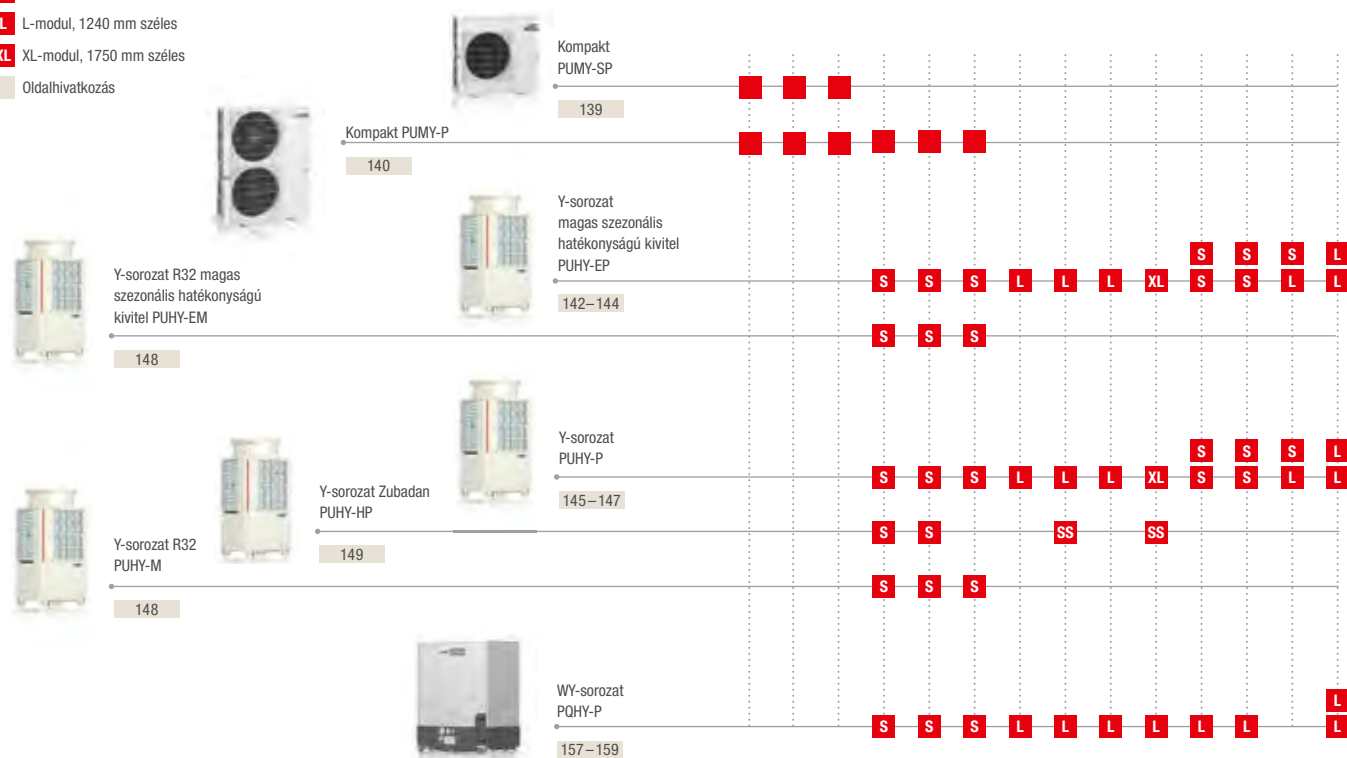 L L-modul, 1240 mm széles
XL XL-modul, 1750 mm széles
Oldalhivatkozás
Kompakt
PUMY-SP
139
Kompakt PUMY-P
140
Y-sorozat
magas szezonális
hatékonyságú kivitel
PUHY-EP
142–144
S S S L
S S S L L L XL S S L L
Y-sorozat R32 magas
szezonális hatékonyságú
kivitel PUHY-EM
148
S S S
Y-sorozat
PUHY-P
145–147
S S S L
S S S L L L XL S S L L
Y-sorozat Zubadan
PUHY-HP
149
S S SS SS
Y-sorozat R32
PUHY-M
148
S S S
WY-sorozat
PQHY-P
157–159
L
S S S L L L L L L L